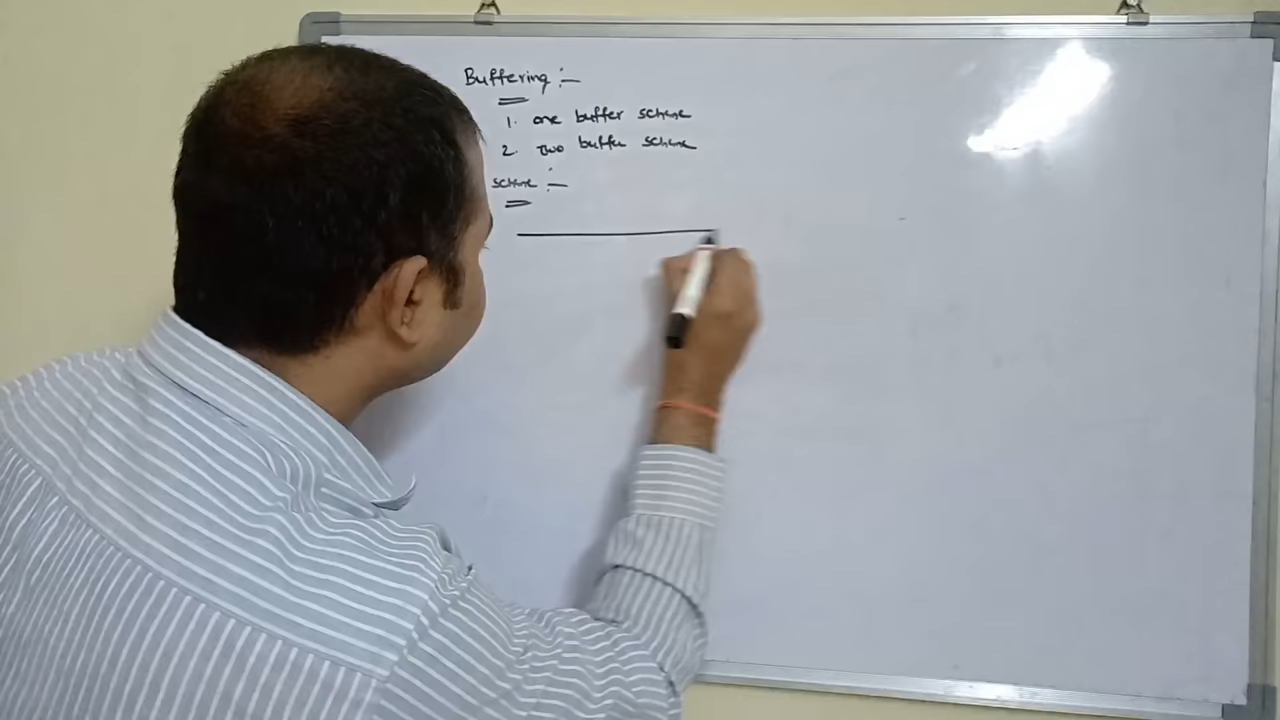 Buffering :-
1. one buffer scheme
2. Two buffer scheme
scheme :-